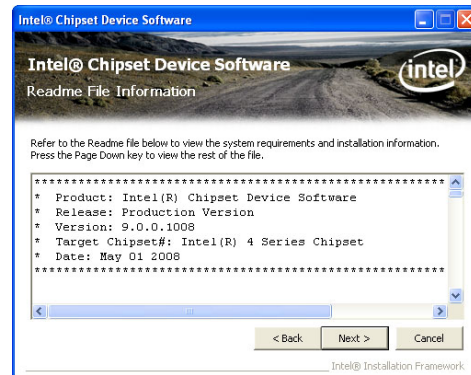 Intel® Chipset Device Software
Intel® Chipset Device Software
intel
Readme File Information
Refer to the Readme file below to view the system requirements and installation information.
Press the Page Down key to view the rest of the file.
********************************************************
* Product: Intel(R) Chipset Device Software
* Release: Production Version
* Version: 9.0.0.1008
* Target Chipset#: Intel(R) 4 Series Chipset
* Date: May 01 2008
********************************************************
< Back
Next >
Cancel
Intel® Installation Framework